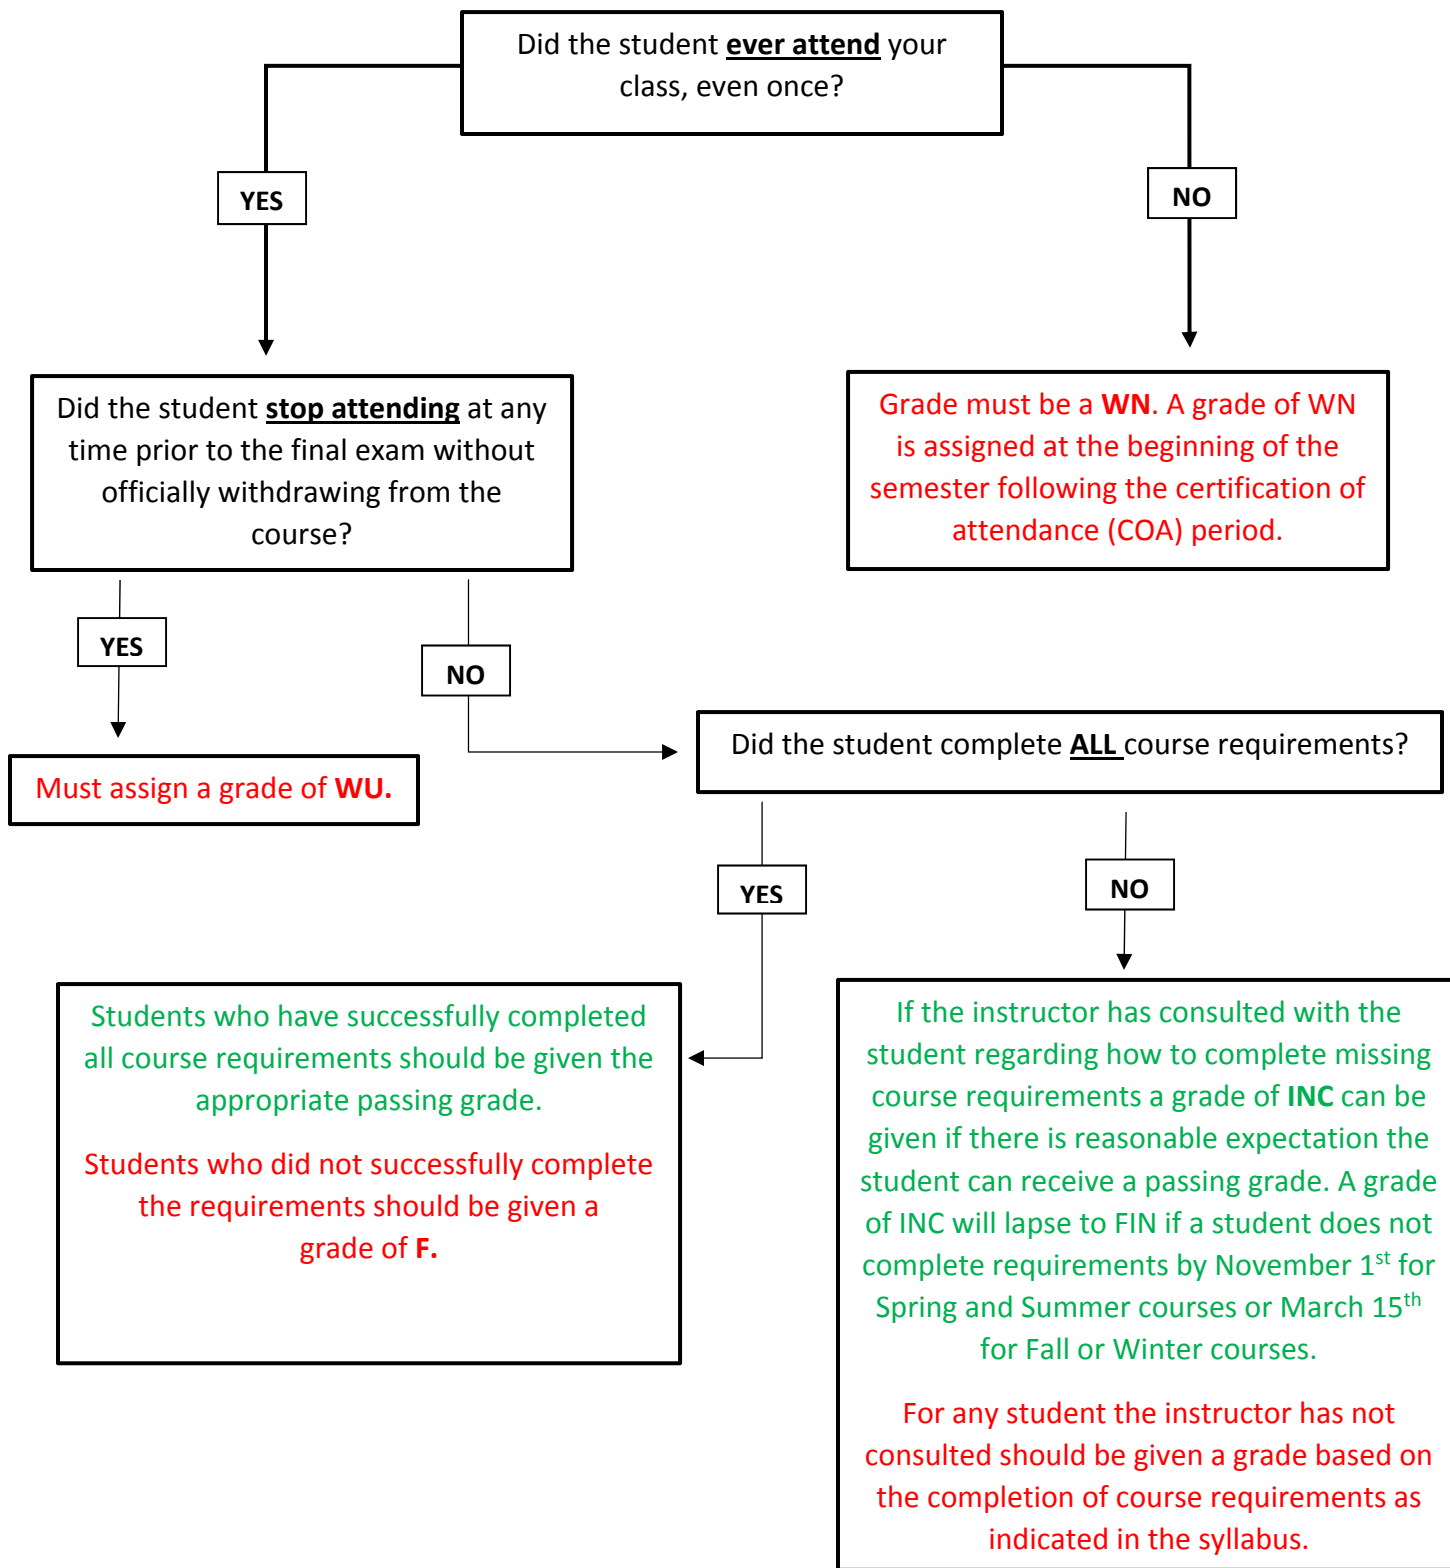 Did the student ever attend your
class, even once?
YES
NO
Did the student stop attending at any
time prior to the final exam without
officially withdrawing from the
course?
Grade must be a WN. A grade of WN
is assigned at the beginning of the
semester following the certification of
attendance (COA) period.
YES
NO
Must assign a grade of WU.
Did the student complete ALL course requirements?
YES
NO
Students who have successfully completed
all course requirements should be given the
appropriate passing grade.
Students who did not successfully complete
the requirements should be given a
grade of F.
If the instructor has consulted with the
student regarding how to complete missing
course requirements a grade of INC can be
given if there is reasonable expectation the
student can receive a passing grade. A grade
of INC will lapse to FIN if a student does not
complete requirements by November 1st for
Spring and Summer courses or March 15th
for Fall or Winter courses.
For any student the instructor has not
consulted should be given a grade based on
the completion of course requirements as
indicated in the syllabus.